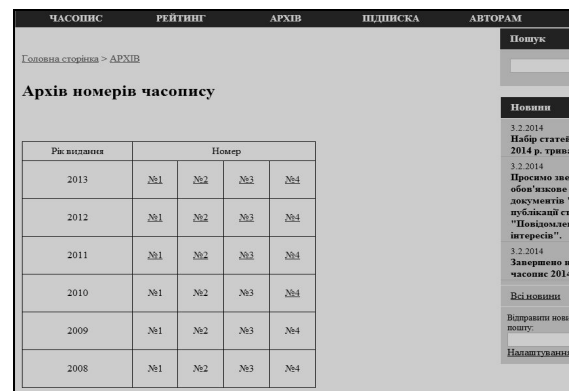 ЧАСОПИС РЕЙТИНГ АРХІВ ПІДПИСКА АВТОРАМ
Головна сторінка > АРХІВ
Архів номерів часопису
Рік видання Номер
2013 №1 №2 №3 №4
2012 №1 №2 №3 №4
2011 №1 №2 №3 №4
2010 №1 №2 №3 №4
2009 №1 №2 №3 №4
2008 №1 №2 №3 №4
Пошук
Новини
3.2.2014
Набір статей
2014 р. трива
3.2.2014
Просимо зве
обов'язкове
документів "
публікації ст
"Повідомле
інтересів".
3.2.2014
Завершено
часопис 2014
Всі новини
Відправити нови
пошту:
Налаштування